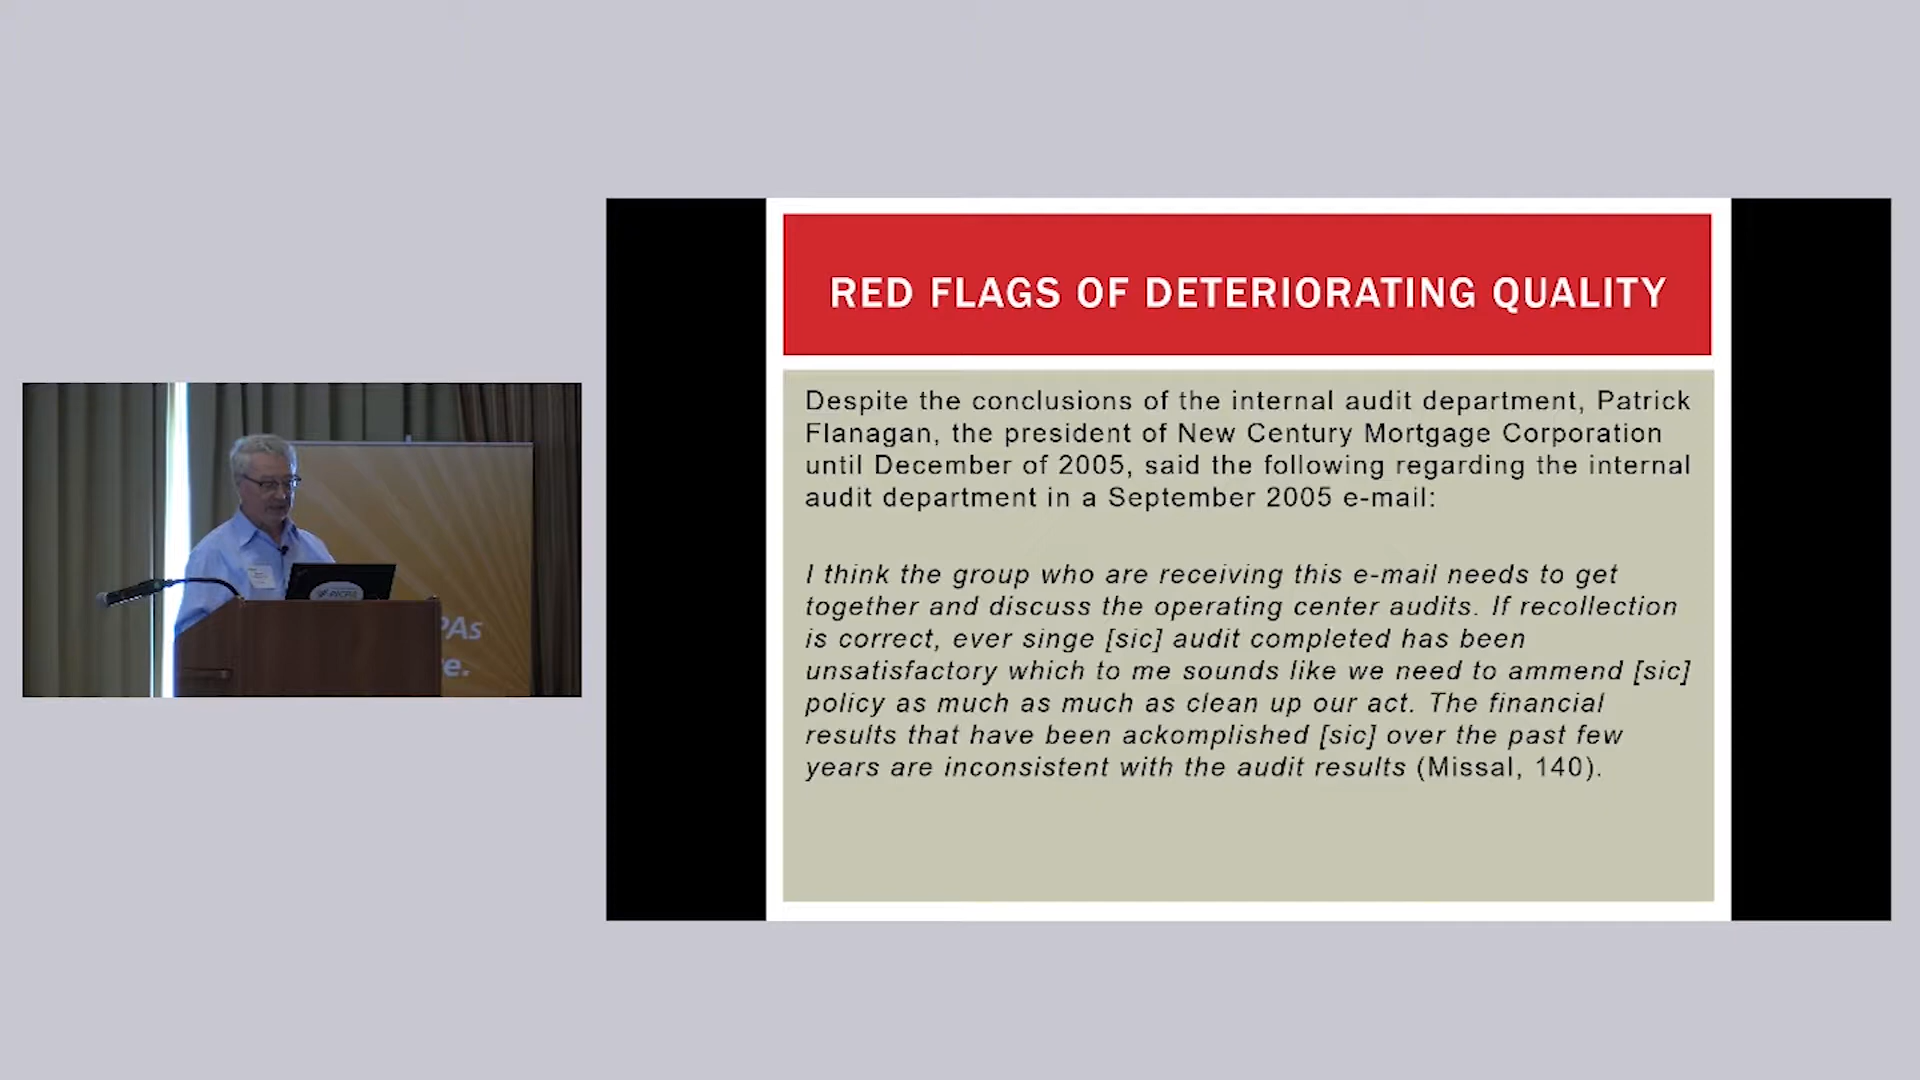 RED FLAGS OF DETERIORATING QUALITY
Despite the conclusions of the internal audit department, Patrick
Flanagan, the president of New Century Mortgage Corporation
until December of 2005, said the following regarding the internal
audit department in a September 2005 e-mail:
I think the group who are receiving this e-mail needs to get
together and discuss the operating center audits. If recollection
is correct, ever singe [sic] audit completed has been
unsatisfactory which to me sounds like we need to ammend [sic]
policy as much as much as clean up our act. The financial
results that have been ackomplished [sic] over the past few
years are inconsistent with the audit results (Missal, 140).
PAs
e.